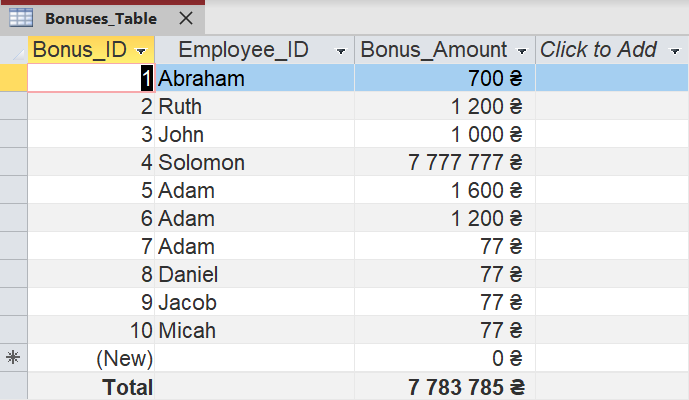 Bonuses_Table
Bonus_ID Employee_ID Bonus_Amount Click to Add
1 Abraham 700 ₴
2 Ruth 1 200 ₴
3 John 1 000 ₴
4 Solomon 7 777 777 ₴
5 Adam 1 600 ₴
6 Adam 1 200 ₴
7 Adam 77 ₴
8 Daniel 77 ₴
9 Jacob 77 ₴
10 Micah 77 ₴
(New) 0 ₴
Total 7 783 785 ₴